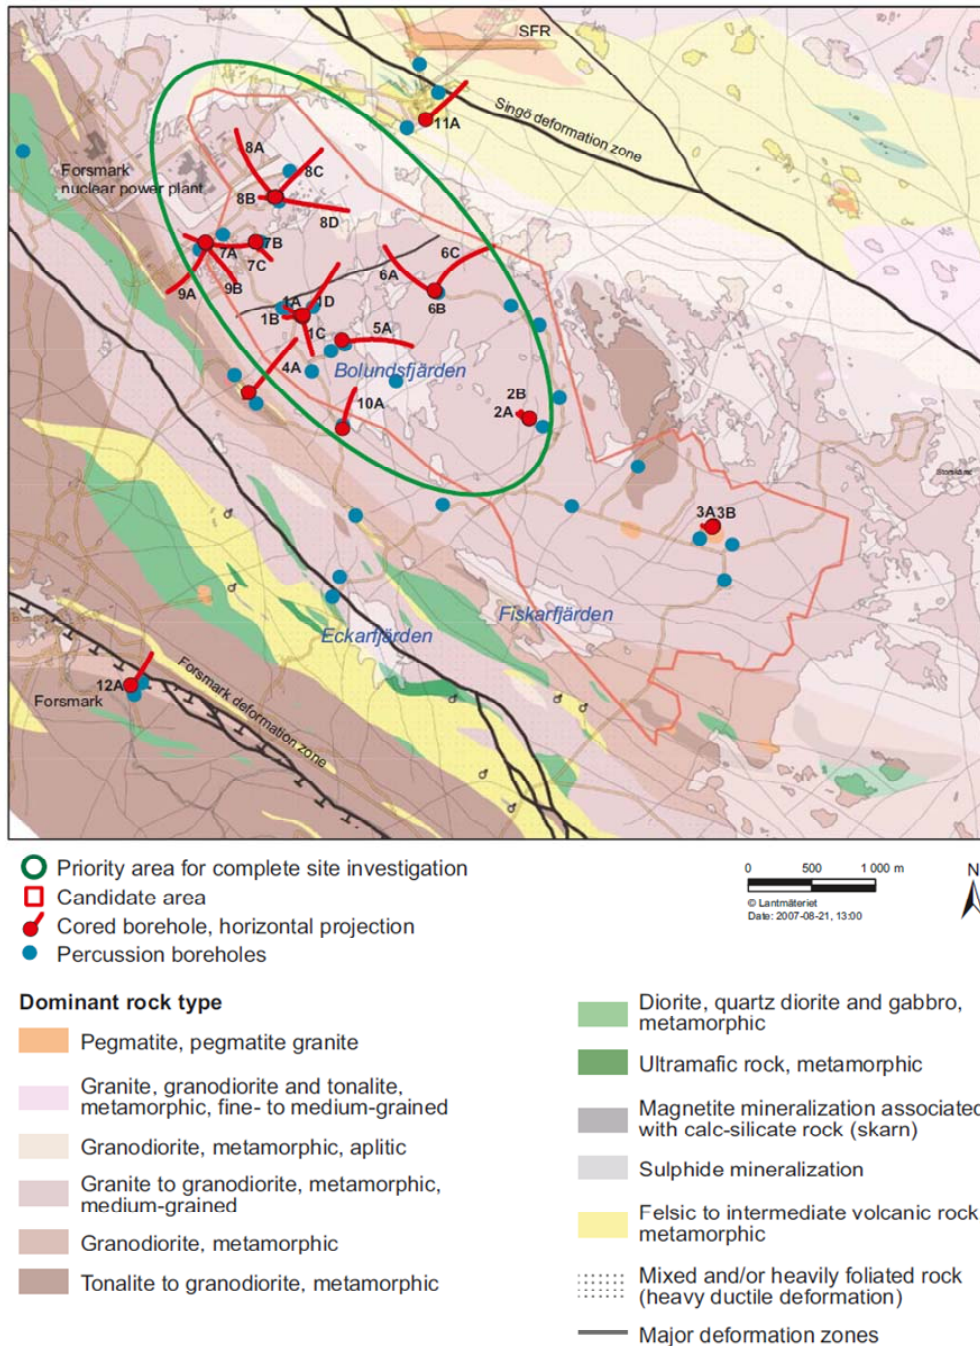 SFR
Singö deformation zone
11A
8A
8C
Forsmark
nuclear power plant
8B
8D
7A
7B
7C
6C
6A
9A
9B
6B
1A
1D
1B
1C
5A
4A
Bolundsfjärden
10A
2B
2A
3A3B
Fiskarfjärden
Eckarfjärden
Forsmark deformation zone
12A
Forsmark
Priority area for complete site investigation
Candidate area
Cored borehole, horizontal projection
Percussion boreholes
0 500 1 000 m
© Lantmäteriet
Date: 2007-08-21, 13:00
N
Dominant rock type
Pegmatite, pegmatite granite
Granite, granodiorite and tonalite,
metamorphic, fine- to medium-grained
Granodiorite, metamorphic, aplitic
Granite to granodiorite, metamorphic,
medium-grained
Granodiorite, metamorphic
Tonalite to granodiorite, metamorphic
Diorite, quartz diorite and gabbro,
metamorphic
Ultramafic rock, metamorphic
Magnetite mineralization associated
with calc-silicate rock (skarn)
Sulphide mineralization
Felsic to intermediate volcanic rock
metamorphic
Mixed and/or heavily foliated rock
(heavy ductile deformation)
Major deformation zones